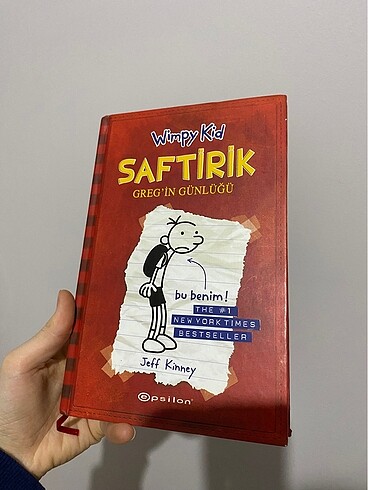 Wimpy Kid
SAFTİRİK
GREG'İN GÜNLÜĞÜ
bu benim!
THE #1
NEW YORK TIMES
BESTSELLER
Jeff Kinney
epsilon